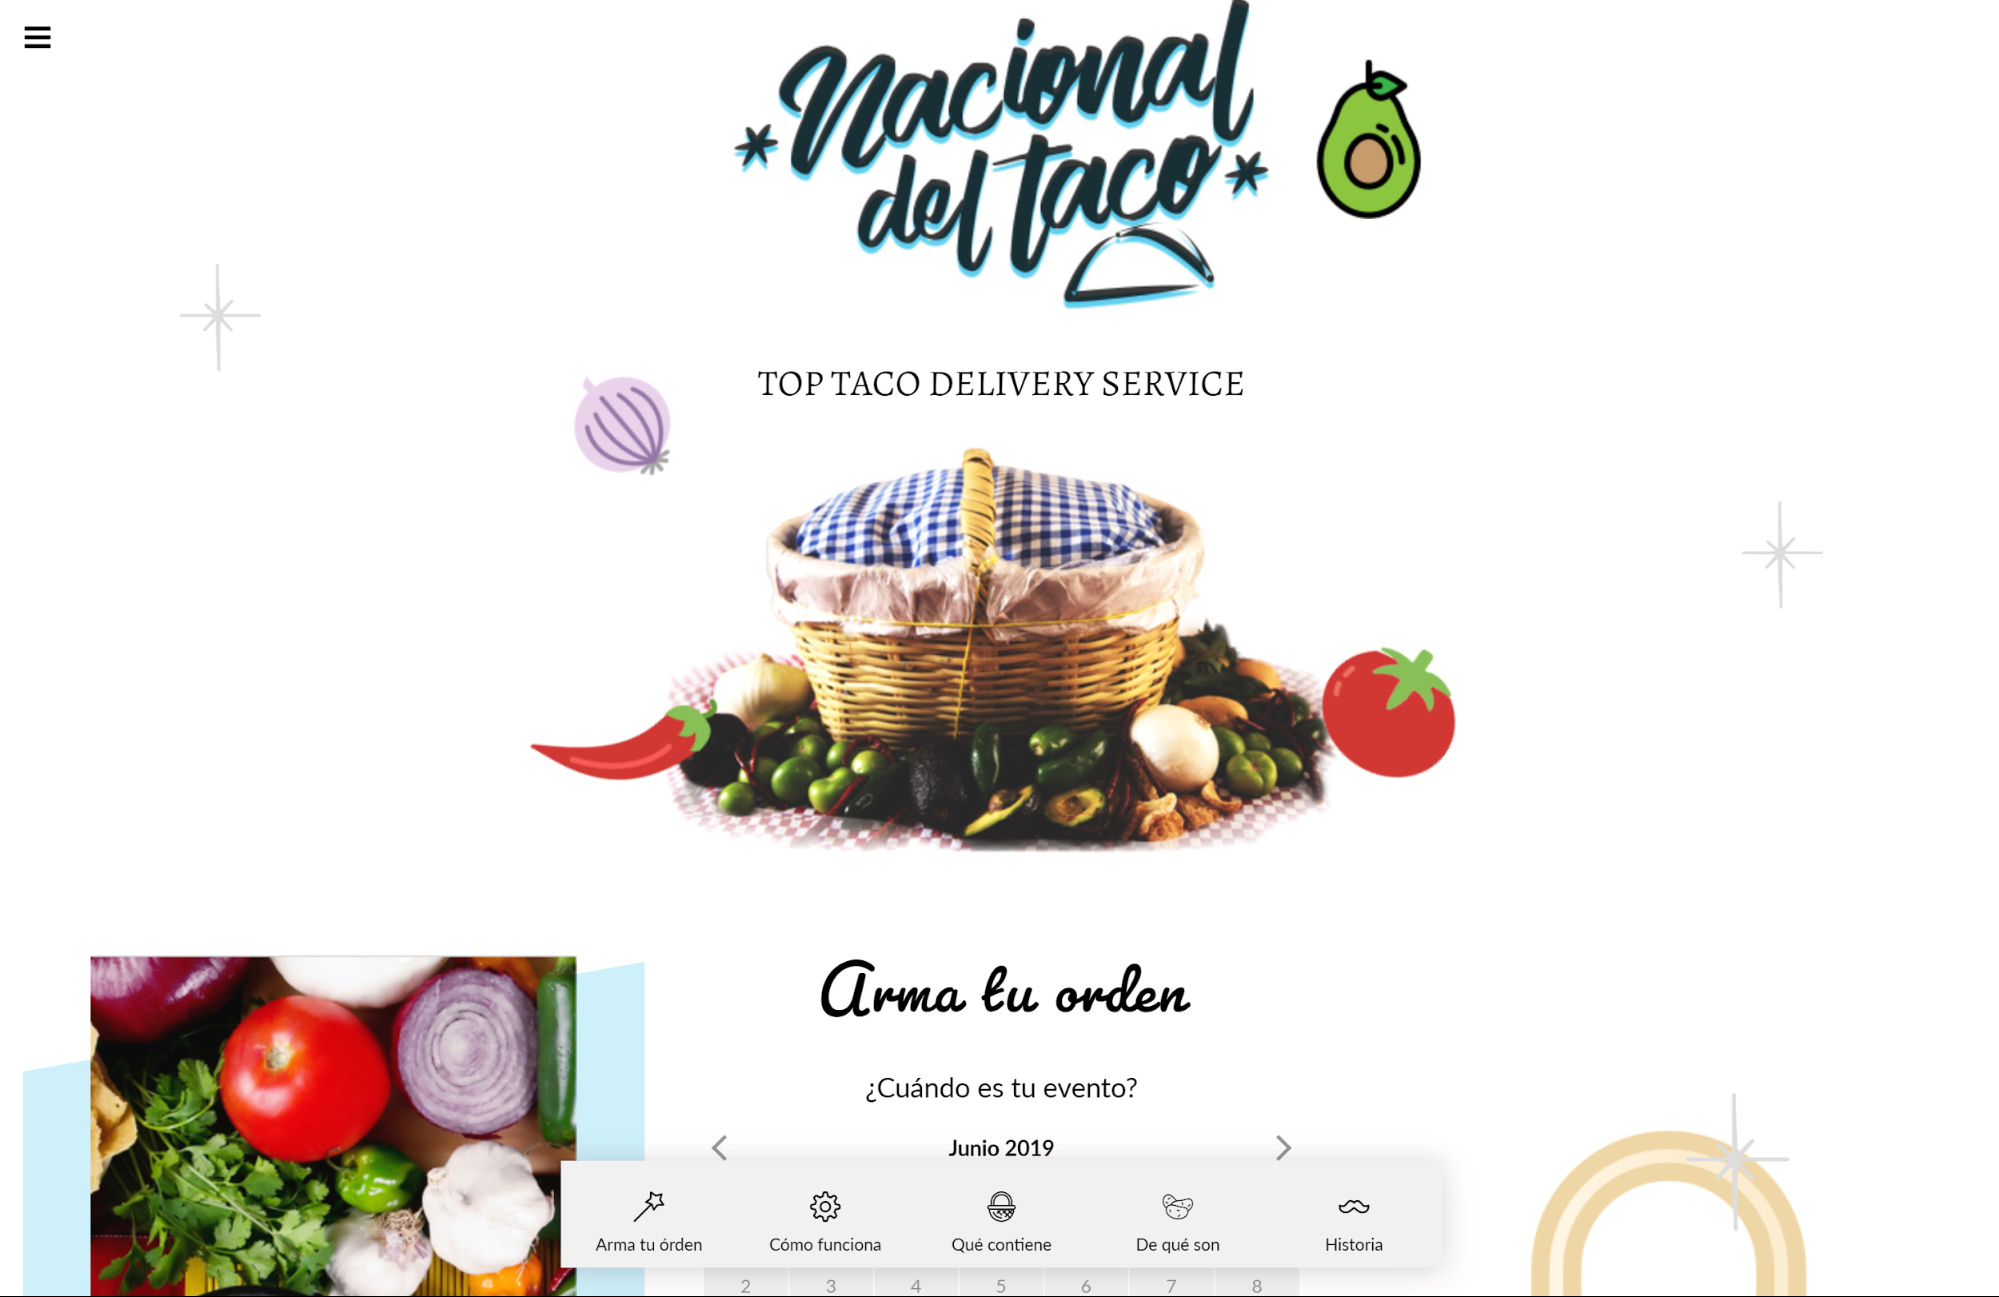 Nacional
del taco
TOP TACO DELIVERY SERVICE
Arma tu orden
¿Cuándo es tu evento?
Junio 2019
Arma tu órden
Cómo funciona
Qué contiene
De qué son
Historia
2 3 4 5 6 7 8